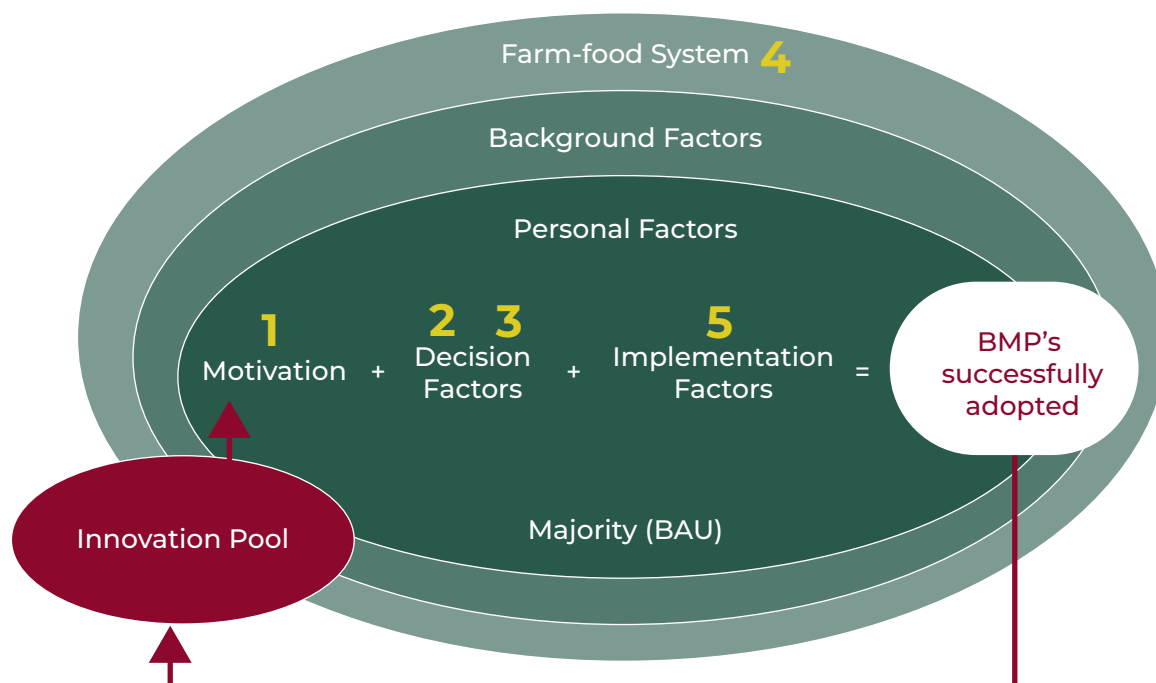 Farm-food System 4
Background Factors
Personal Factors
1 2 3 5
Motivation + Decision Factors + Implementation Factors = BMP's successfully adopted
Innovation Pool
Majority (BAU)